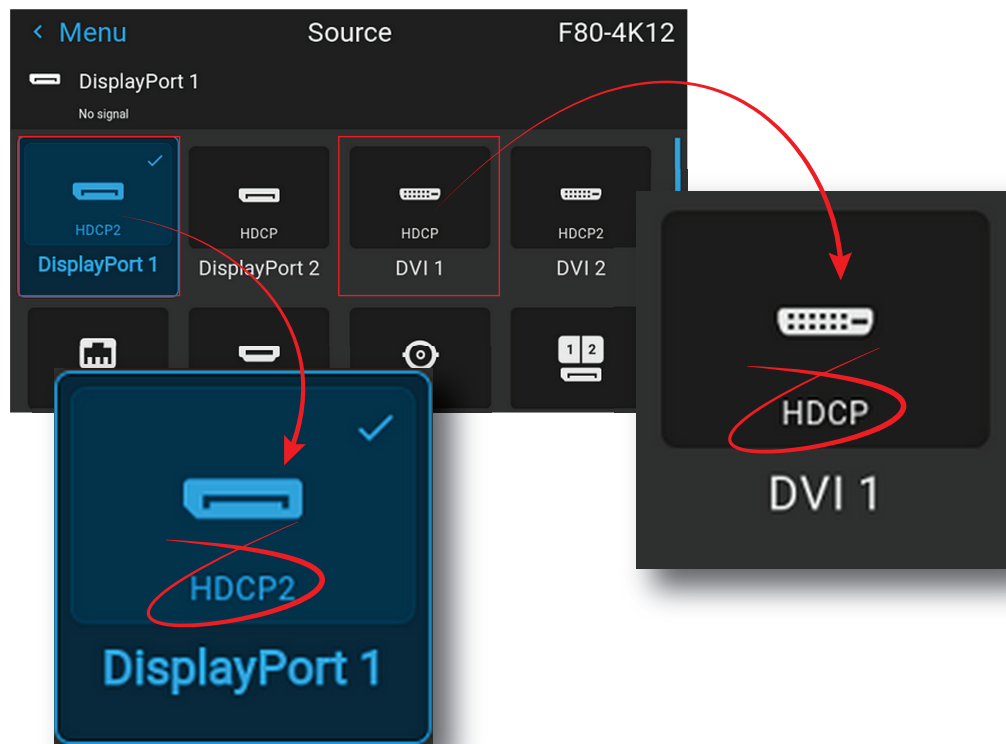 Menu
Source
F80-4K12
DisplayPort 1
No signal
HDCP2
HDCP
HDCP
HDCP2
DisplayPort 1
DisplayPort 2
DVI 1
DVI 2
1 2
HDCP
DVI 1
HDCP2
DisplayPort 1